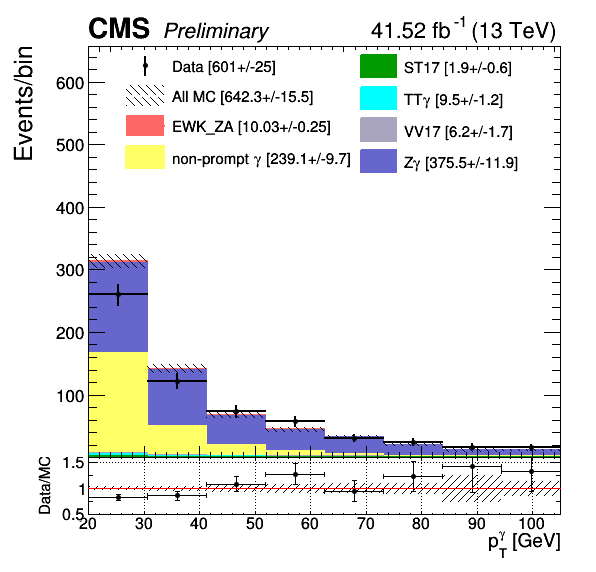 CMS Preliminary 41.52 fb⁻¹ (13 TeV)
Events/bin
Data [601+/-25]
All MC [642.3+/-15.5]
EWK_ZA [10.03+/-0.25]
non-prompt γ [239.1+/-9.7]
ST17 [1.9+/-0.6]
TTγ [9.5+/-1.2]
VV17 [6.2+/-1.7]
Zγ [375.5+/-11.9]
600
500
400
300
200
100
Data/MC
1.5
1
0.5
20 30 40 50 60 70 80 90 100
p_T^γ [GeV]